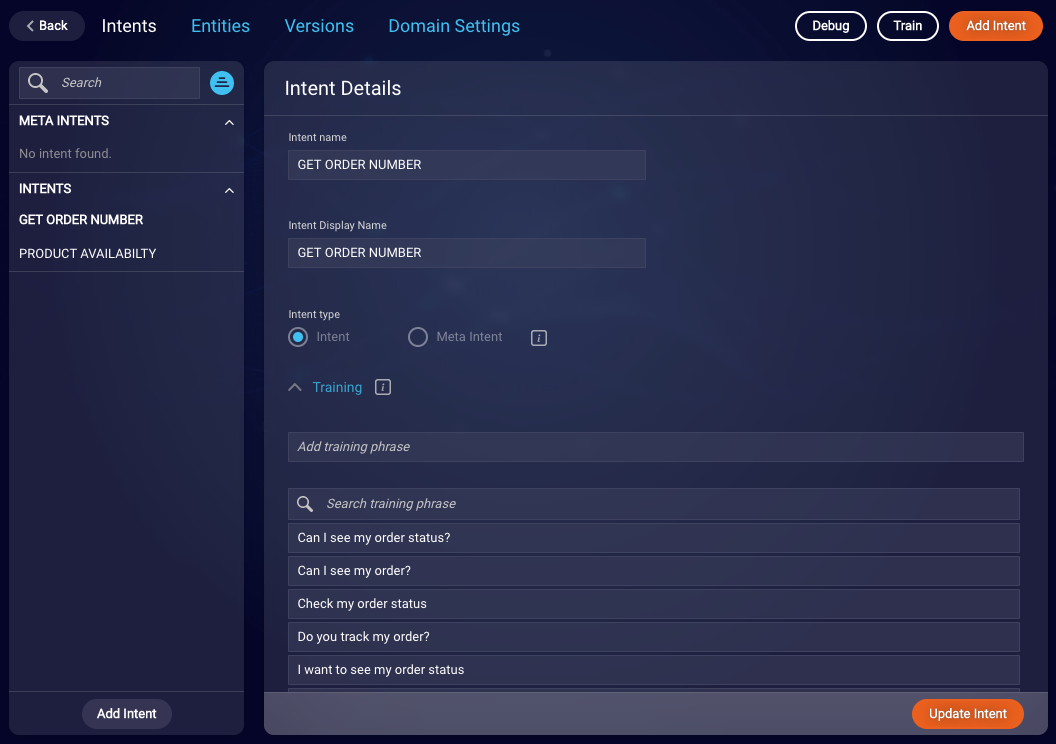 Back
Intents
Entities
Versions
Domain Settings
Debug
Train
Add Intent
Search
META INTENTS
No intent found.
INTENTS
GET ORDER NUMBER
PRODUCT AVAILABILTY
Add Intent
Intent Details
Intent name
GET ORDER NUMBER
Intent Display Name
GET ORDER NUMBER
Intent type
Intent
Meta Intent
i
Training
i
Add training phrase
Search training phrase
Can I see my order status?
Can I see my order?
Check my order status
Do you track my order?
I want to see my order status
Update Intent